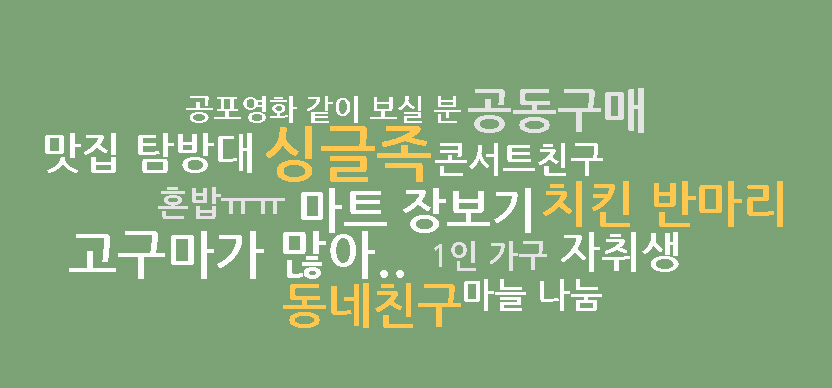 공포영화 같이 보실 분 공동구매
맛집 탐방대 싱글족 콘서트친구
혼밥ㅠㅠ 마트 장보기 치킨 반마리
고구마가 많아.. 1인 가구 자취생
동네친구 마늘 나눔